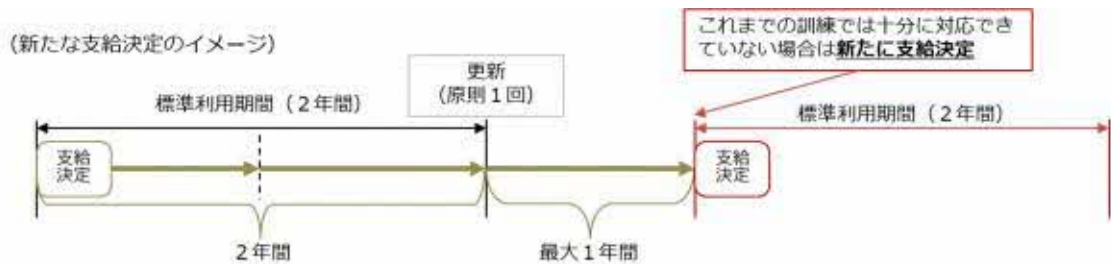 (新たな支給決定のイメージ)
これまでの訓練では十分に対応でき
ていない場合は新たに支給決定
更新
(原則1回)
標準利用期間(2年間)
標準利用期間(2年間)
支給
決定
支給
決定
2年間
最大1年間